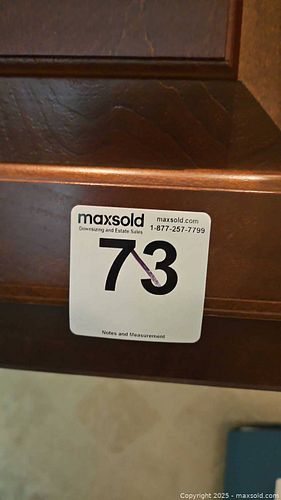 maxsold maxsold.com
Downsizing and Estate Sales 1-877-257-7799
73
Notes and Measurement
Copyright © 2025 - maxsold.com